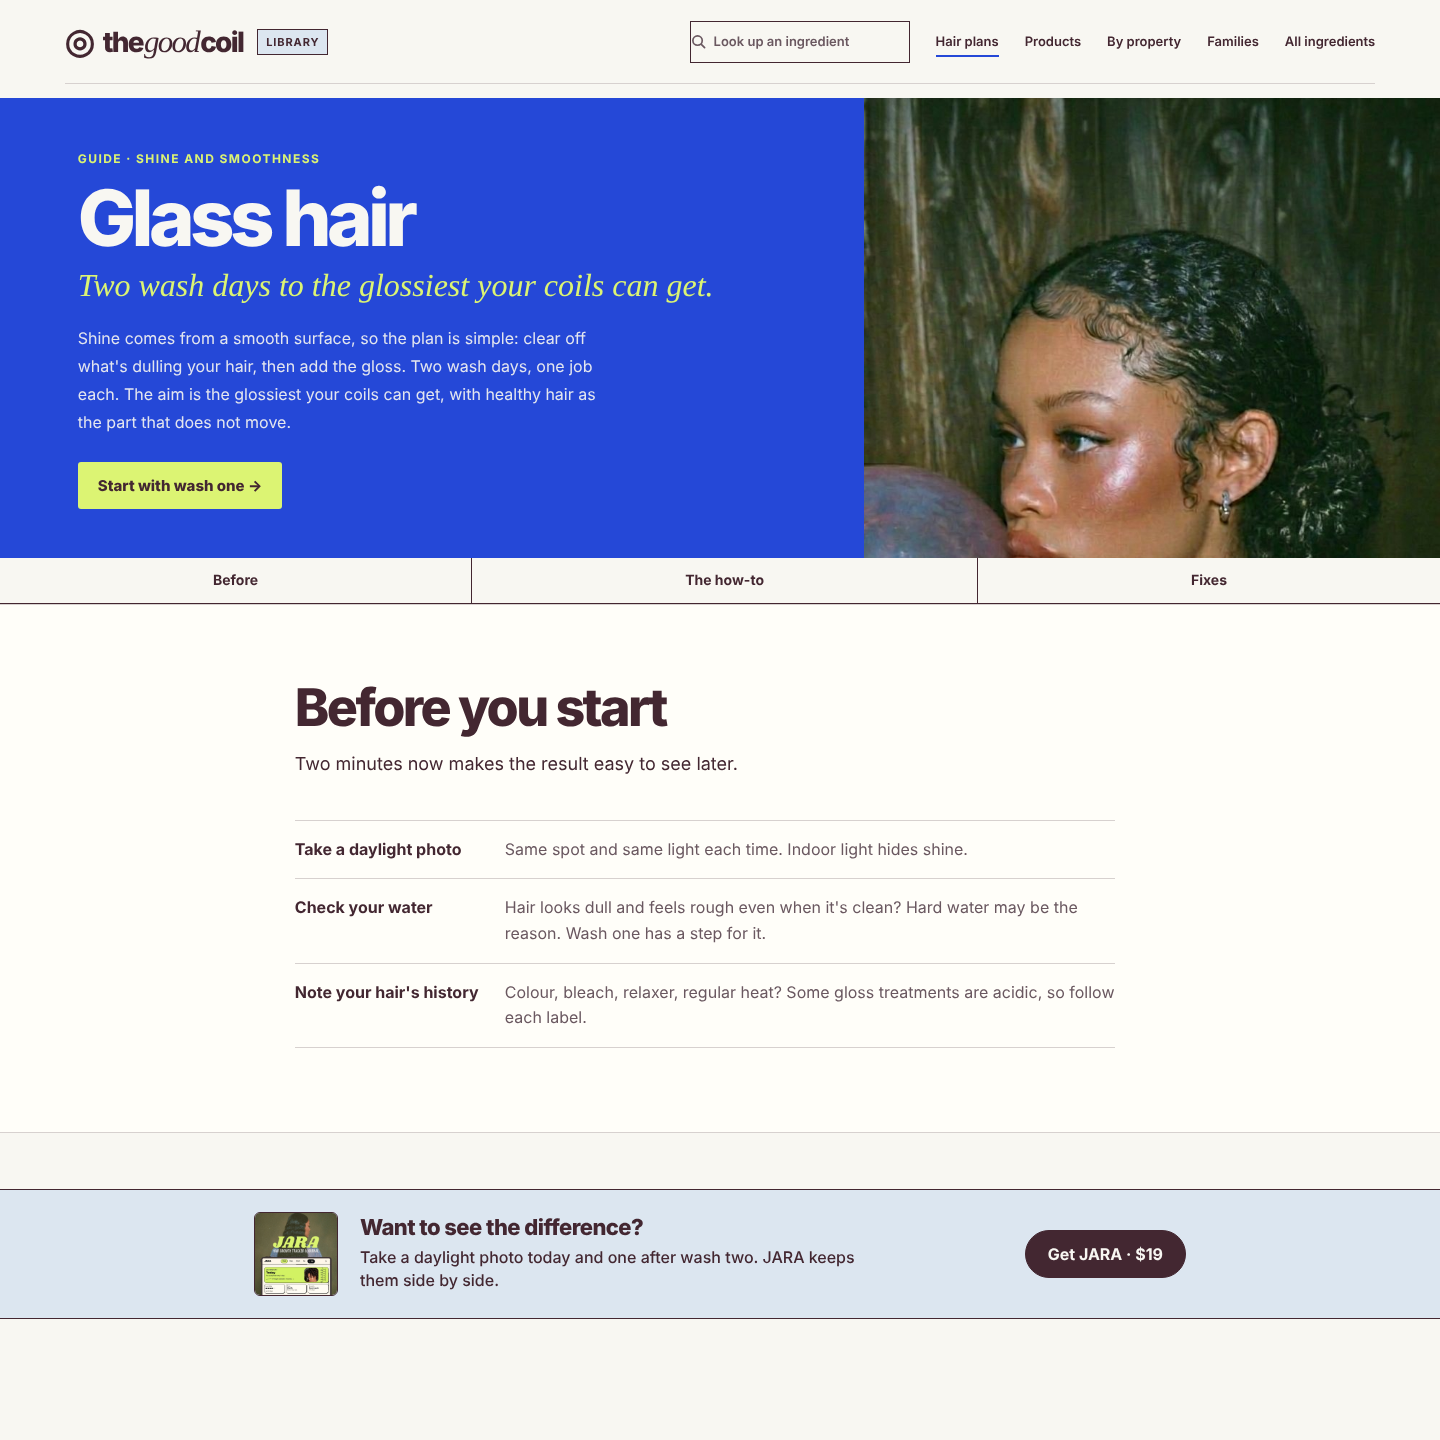 thegoodcoil
LIBRARY
Look up an ingredient
Hair plans
Products
By property
Families
All ingredients
GUIDE · SHINE AND SMOOTHNESS
Glass hair
Two wash days to the glossiest your coils can get.
Shine comes from a smooth surface, so the plan is simple: clear off
what's dulling your hair, then add the gloss. Two wash days, one job
each. The aim is the glossiest your coils can get, with healthy hair as
the part that does not move.
Start with wash one →
Before
The how-to
Fixes
Before you start
Two minutes now makes the result easy to see later.
Take a daylight photo
Same spot and same light each time. Indoor light hides shine.
Check your water
Hair looks dull and feels rough even when it's clean? Hard water may be the
reason. Wash one has a step for it.
Note your hair's history
Colour, bleach, relaxer, regular heat? Some gloss treatments are acidic, so follow
each label.
JARA
Want to see the difference?
Take a daylight photo today and one after wash two. JARA keeps
them side by side.
Get JARA · $19